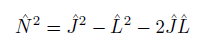 N̂² = Ĵ² − L̂² − 2ĴL̂